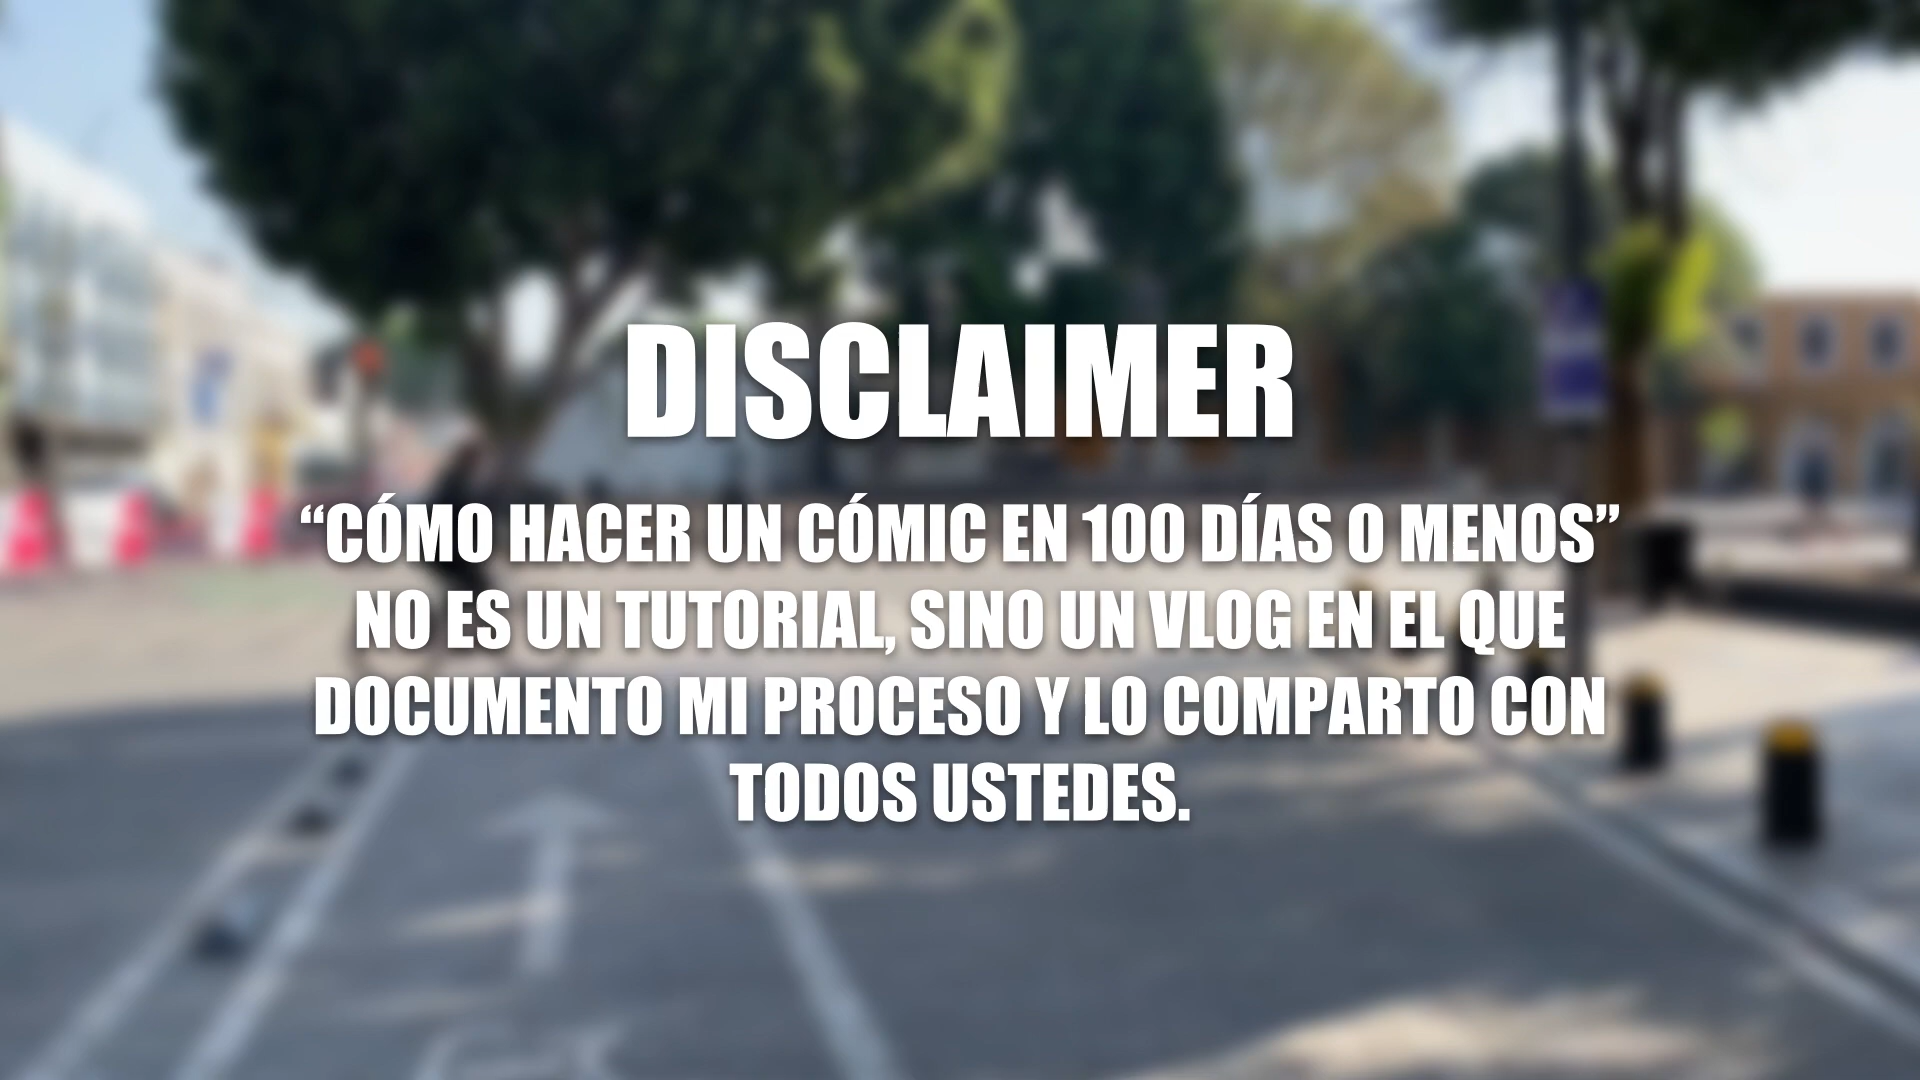 DISCLAIMER
“CÓMO HACER UN CÓMIC EN 100 DÍAS O MENOS”
NO ES UN TUTORIAL, SINO UN VLOG EN EL QUE
DOCUMENTO MI PROCESO Y LO COMPARTO CON
TODOS USTEDES.